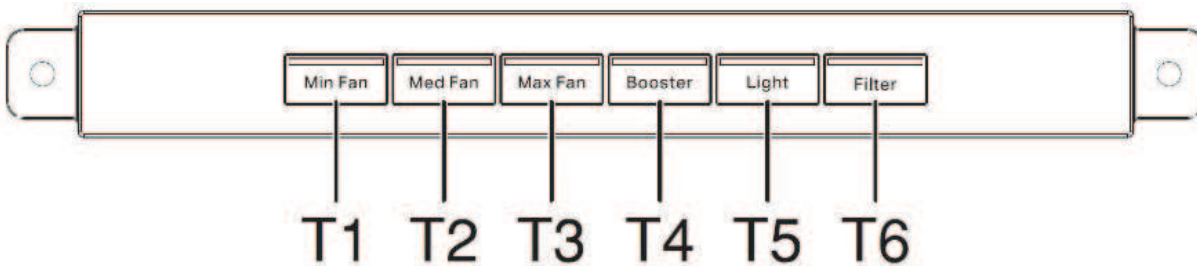 Min Fan Med Fan Max Fan Booster Light Filter
T1 T2 T3 T4 T5 T6